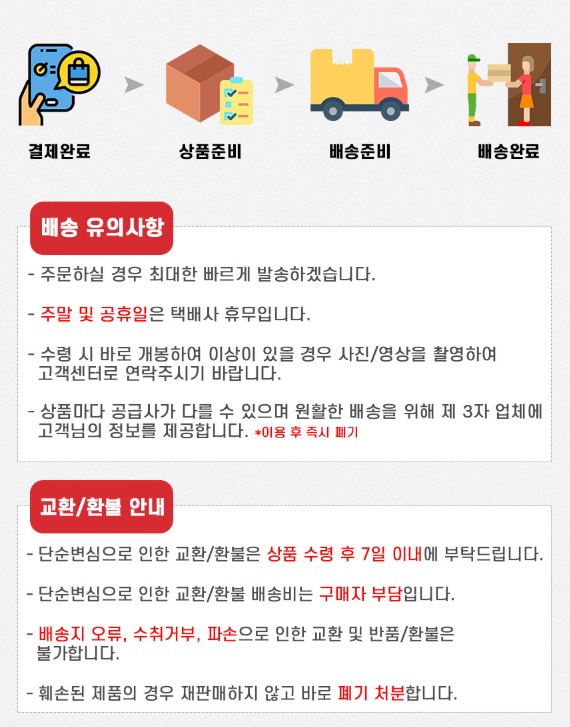 결제완료
상품준비
배송준비
배송완료
배송 유의사항
- 주문하실 경우 최대한 빠르게 발송하겠습니다.
- 주말 및 공휴일은 택배사 휴무입니다.
- 수령 시 바로 개봉하여 이상이 있을 경우 사진/영상을 촬영하여
고객센터로 연락주시기 바랍니다.
- 상품마다 공급사가 다를 수 있으며 원활한 배송을 위해 제 3자 업체에
고객님의 정보를 제공합니다. *이용 후 즉시 폐기
교환/환불 안내
- 단순변심으로 인한 교환/환불은 상품 수령 후 7일 이내에 부탁드립니다.
- 단순변심으로 인한 교환/환불 배송비는 구매자 부담입니다.
- 배송지 오류, 수취거부, 파손으로 인한 교환 및 반품/환불은
불가합니다.
- 훼손된 제품의 경우 재판매하지 않고 바로 폐기 처분합니다.